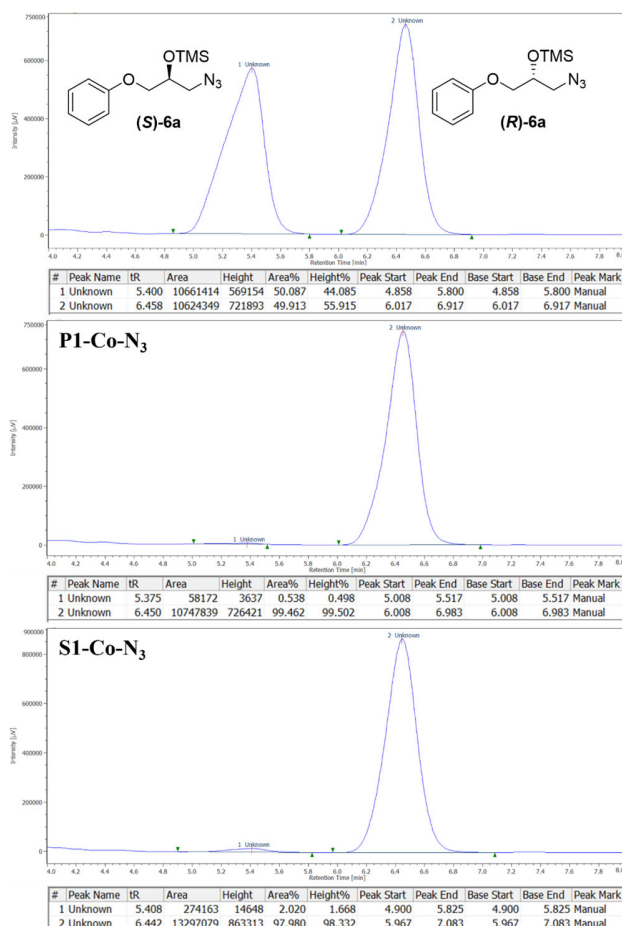 750000
1 Unknown
2 Unknown
OTMS
O
N3
(S)-6a
OTMS
O
N3
(R)-6a
600000
400000
200000
0
Intensity [µV]
4.0 4.2 4.4 4.6 4.8 5.0 5.2 5.4 5.6 5.8 6.0 6.2 6.4 6.6 6.8 7.0 7.2 7.4 7.6 7.8 8.0
Retention Time [min]
# Peak Name tR Area Height Area% Height% Peak Start Peak End Base Start Base End Peak Mark
1 Unknown 5.400 10661414 569154 50.087 44.085 4.858 5.800 4.858 5.800 Manual
2 Unknown 6.458 10624349 721893 49.913 55.915 6.017 6.917 6.017 6.917 Manual
750000
P1-Co-N3
2 Unknown
600000
400000
200000
0
Intensity [µV]
1 Unknown
4.0 4.2 4.4 4.6 4.8 5.0 5.2 5.4 5.6 5.8 6.0 6.2 6.4 6.6 6.8 7.0 7.2 7.4 7.6 7.8 8.0
Retention Time [min]
# Peak Name tR Area Height Area% Height% Peak Start Peak End Base Start Base End Peak Mark
1 Unknown 5.375 58172 3637 0.538 0.498 5.008 5.517 5.008 5.517 Manual
2 Unknown 6.450 10747839 726421 99.462 99.502 6.008 6.983 6.008 6.983 Manual
900000
S1-Co-N3
2 Unknown
800000
600000
400000
200000
0
Intensity [µV]
1 Unknown
4.0 4.2 4.4 4.6 4.8 5.0 5.2 5.4 5.6 5.8 6.0 6.2 6.4 6.6 6.8 7.0 7.2 7.4 7.6 7.8 8.0
Retention Time [min]
# Peak Name tR Area Height Area% Height% Peak Start Peak End Base Start Base End Peak Mark
1 Unknown 5.408 274163 14648 2.020 1.668 4.900 5.825 4.900 5.825 Manual
2 Unknown 6.442 13297079 863313 97.980 98.332 5.967 7.083 5.967 7.083 Manual